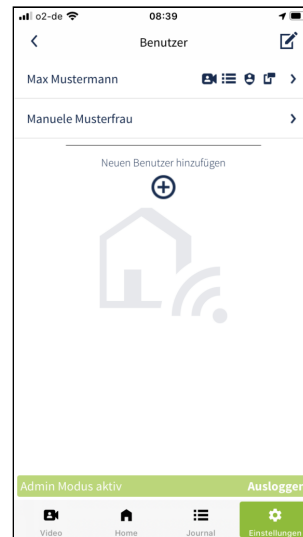 o2-de 08:39
Benutzer
Max Mustermann
Manuele Musterfrau
Neuen Benutzer hinzufügen
Admin Modus aktiv Ausloggen
Video Home Journal Einstellungen